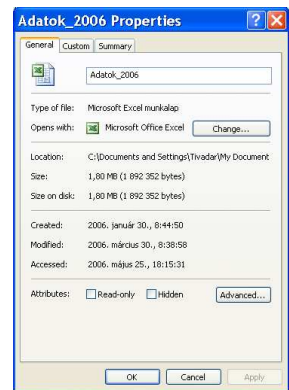 Adatok_2006 Properties
General Custom Summary
Adatok_2006
Type of file: Microsoft Excel munkalap
Opens with: Microsoft Office Excel Change...
Location: C:\Documents and Settings\Tivadar\My Document
Size: 1,80 MB (1 892 352 bytes)
Size on disk: 1,80 MB (1 892 352 bytes)
Created: 2006. január 30., 8:44:50
Modified: 2006. március 30., 8:38:58
Accessed: 2006. május 25., 18:15:31
Attributes: Read-only Hidden Advanced...
OK Cancel Apply